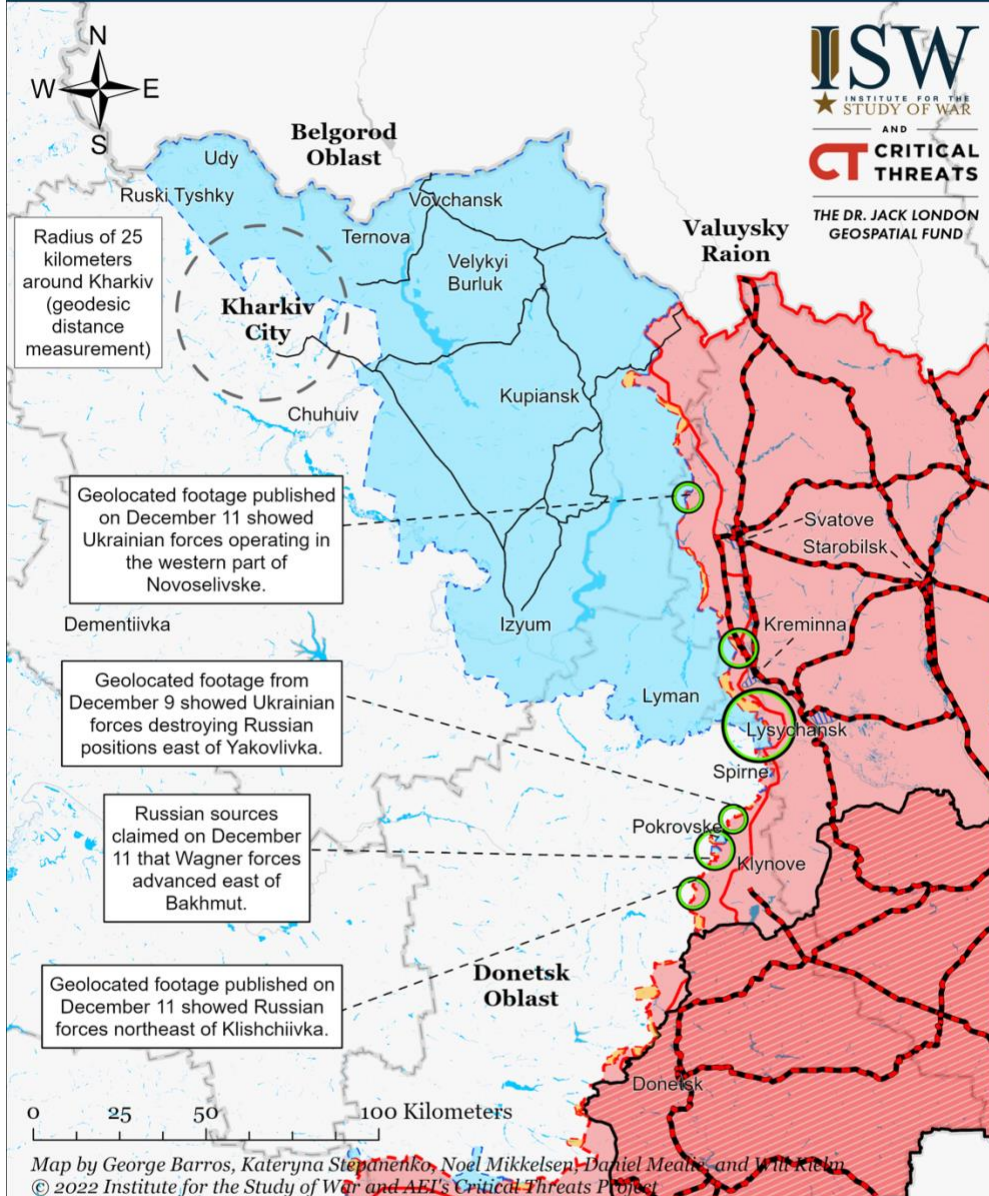 N
W E
S
ISW
INSTITUTE FOR THE
STUDY OF WAR
AND
CT CRITICAL
THREATS
THE DR. JACK LONDON
GEOSPATIAL FUND
Belgorod
Oblast
Udy
Ruski Tyshky
Vovchansk
Ternova
Valuysky
Raion
Radius of 25
kilometers
around Kharkiv
(geodesic
distance
measurement)
Velykyi
Burluk
Kharkiv
City
Kupiansk
Chuhuiv
Geolocated footage published
on December 11 showed
Ukrainian forces operating in
the western part of
Novoselivske.
Svatove
Starobilsk
Dementiivka
Izyum
Kreminna
Geolocated footage from
December 9 showed Ukrainian
forces destroying Russian
positions east of Yakovlivka.
Lyman
Lysychansk
Spirne
Russian sources
claimed on December
11 that Wagner forces
advanced east of
Bakhmut.
Pokrovske
Klynove
Geolocated footage published on
December 11 showed Russian
forces northeast of Klishchiivka.
Donetsk
Oblast
Donetsk
0 25 50 100 Kilometers
Map by George Barros, Kateryna Stepanenko, Noel Mikkelsen, Daniel Mealie, and Will Kielm
© 2022 Institute for the Study of War and AEI's Critical Threats Project